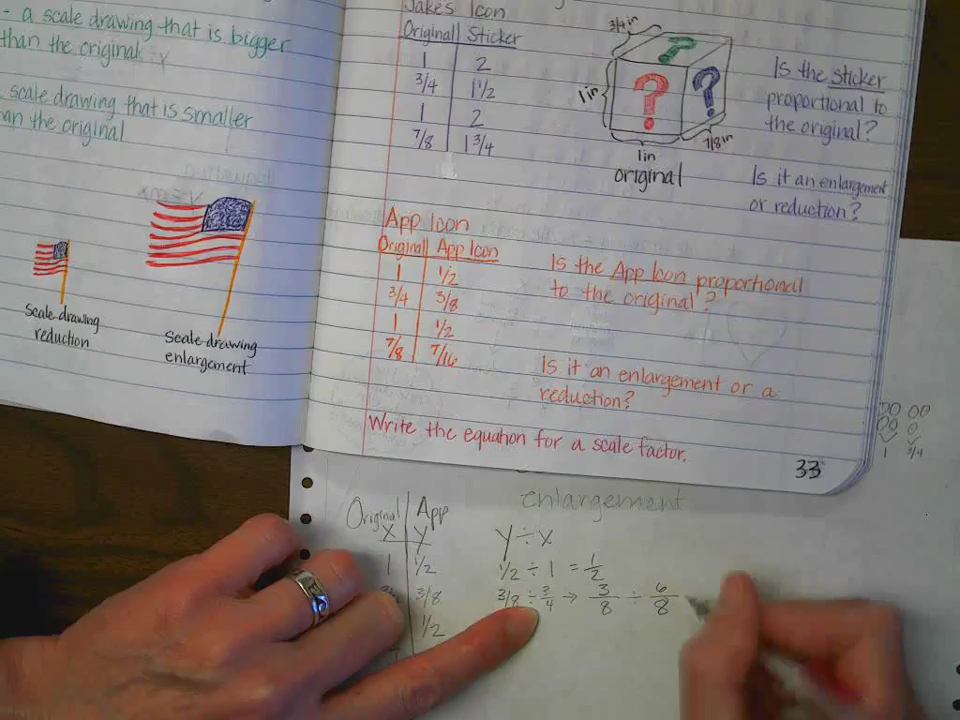 - a scale drawing that is bigger
than the original
scale drawing that is smaller
an the original
Scale drawing
reduction
Scale drawing
enlargement
Jakes Icon
Original Sticker
1 2
3/4 1 1/2
1 2
7/8 1 3/4
3/4 in
1 in
7/8 in
1 in
original
Is the sticker
proportional to
the original?
Is it an enlargement
or reduction?
App Icon
Original App Icon
1 1/2
3/4 3/8
1 1/2
7/8 7/16
Is the App Icon proportional
to the original?
Is it an enlargement or a
reduction?
Write the equation for a scale factor.
33
1 3/4
enlargement
Original App
X Y
1 1/2
3/8
1/2
Y ÷ X
1/2 ÷ 1 = 1/2
3/8 ÷ 3/4 → 3/8 ÷ 6/8